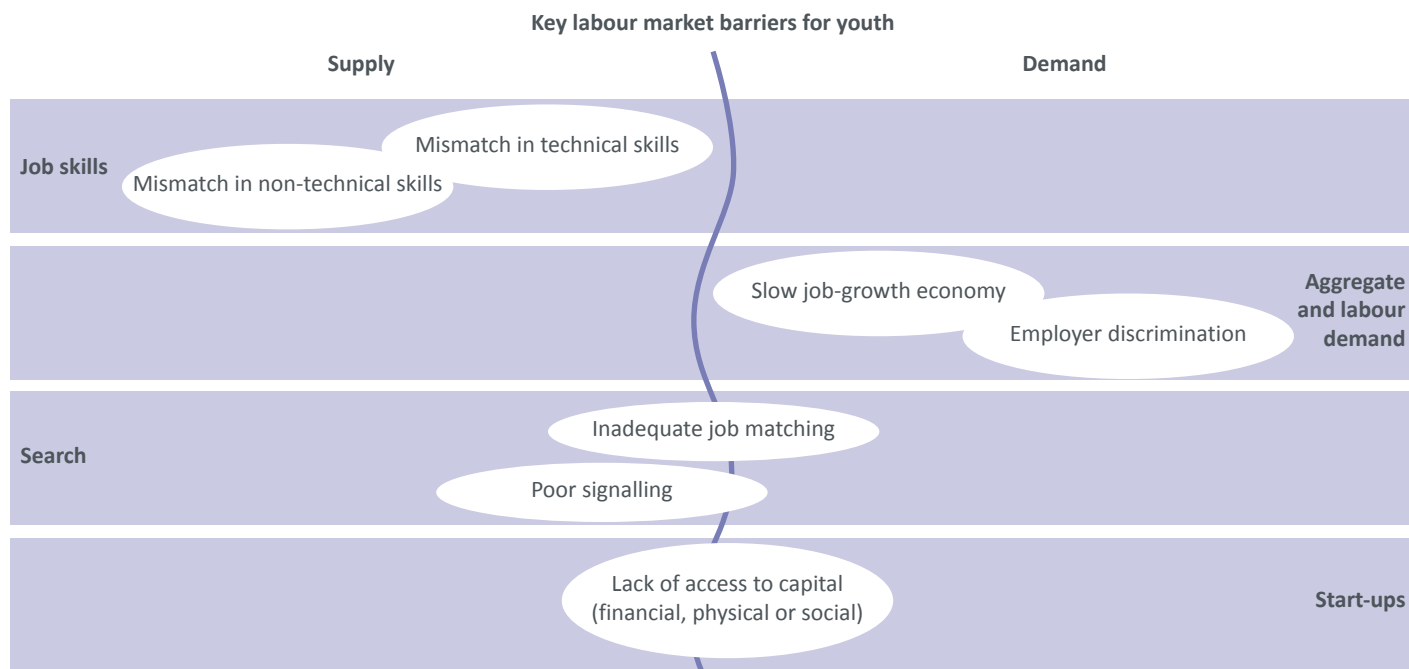 Key labour market barriers for youth
Supply
Demand
Job skills
Mismatch in technical skills
Mismatch in non-technical skills
Slow job-growth economy
Employer discrimination
Aggregate
and labour
demand
Search
Inadequate job matching
Poor signalling
Lack of access to capital
(financial, physical or social)
Start-ups